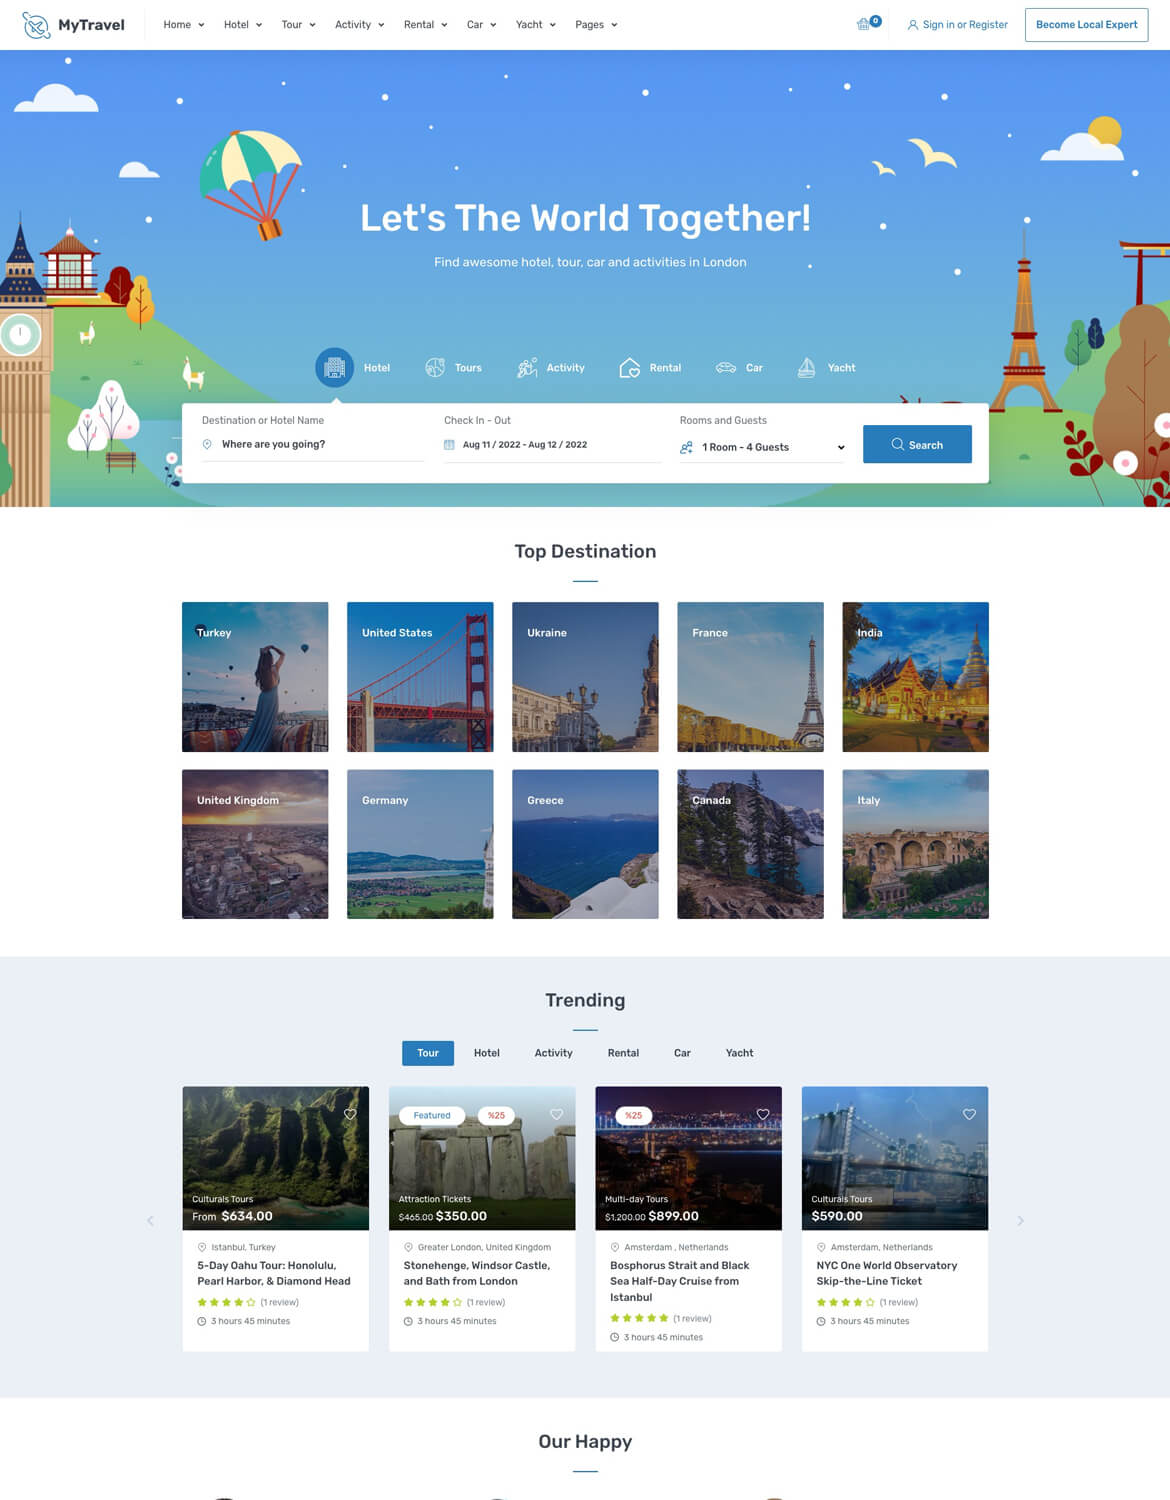 MyTravel
Home Hotel Tour Activity Rental Car Yacht Pages
0
Sign in or Register
Become Local Expert
Let's The World Together!
Find awesome hotel, tour, car and activities in London
Hotel Tours Activity Rental Car Yacht
Destination or Hotel Name
Where are you going?
Check In - Out
Aug 11 / 2022 - Aug 12 / 2022
Rooms and Guests
1 Room - 4 Guests
Search
Top Destination
Turkey
United States
Ukraine
France
India
United Kingdom
Germany
Greece
Canada
Italy
Trending
Tour Hotel Activity Rental Car Yacht
Culturals Tours
From $634.00
Istanbul, Turkey
5-Day Oahu Tour: Honolulu,
Pearl Harbor, & Diamond Head
(1 review)
3 hours 45 minutes
Featured
%25
Attraction Tickets
$465.00 $350.00
Greater London, United Kingdom
Stonehenge, Windsor Castle,
and Bath from London
(1 review)
3 hours 45 minutes
%25
Multi-day Tours
$1,200.00 $899.00
Amsterdam , Netherlands
Bosphorus Strait and Black
Sea Half-Day Cruise from
Istanbul
(1 review)
3 hours 45 minutes
Culturals Tours
$590.00
Amsterdam, Netherlands
NYC One World Observatory
Skip-the-Line Ticket
(1 review)
3 hours 45 minutes
Our Happy